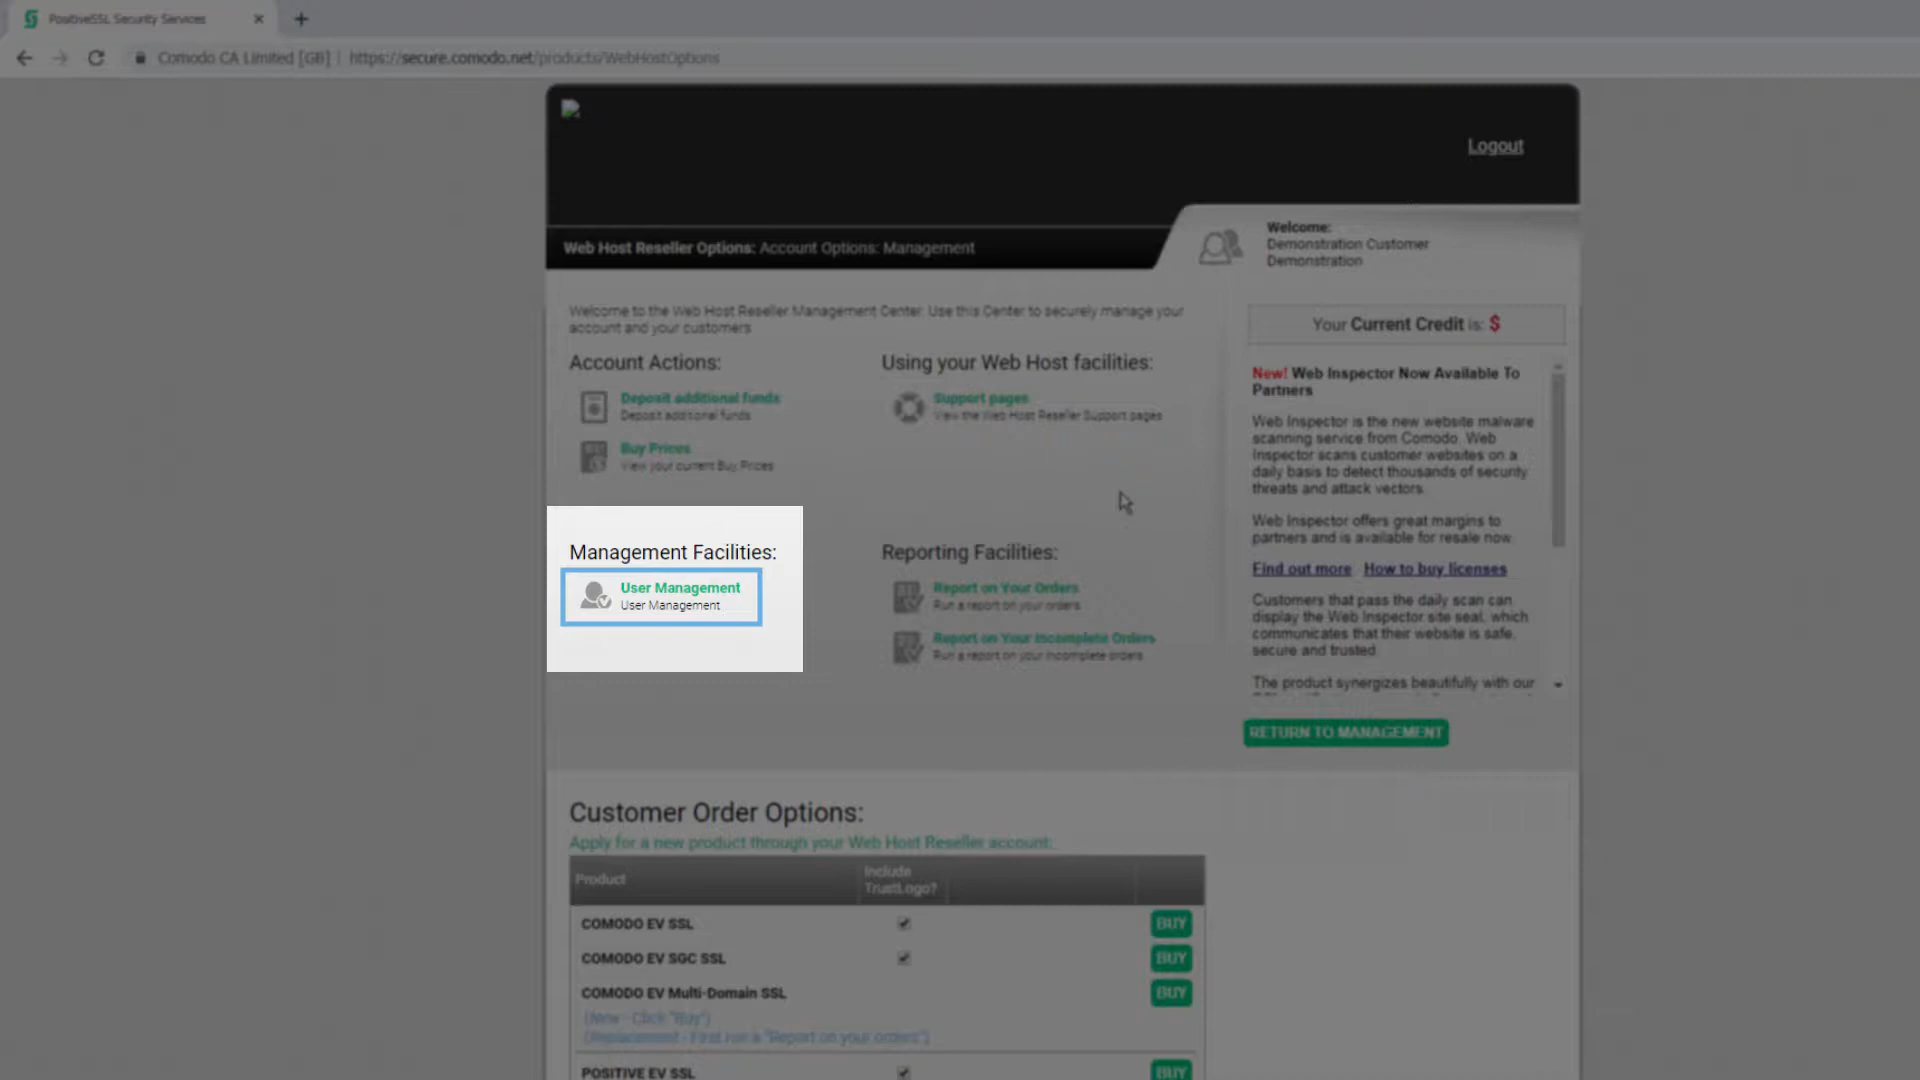 PositiveSSL Security Services
Comodo CA Limited [GB] | https://secure.comodo.net/products/WebHostOptions
Logout
Web Host Reseller Options: Account Options: Management
Welcome:
Demonstration Customer
Demonstration
Welcome to the Web Host Reseller Management Center. Use this Center to securely manage your
account and your customers
Account Actions:
Deposit additional funds
Deposit additional funds
Buy Prices
View your current Buy Prices
Using your Web Host facilities:
Support pages
View the Web Host Reseller Support pages
Management Facilities:
User Management
User Management
Reporting Facilities:
Report on Your Orders
Run a report on your orders
Report on Your Incomplete Orders
Run a report on your incomplete orders
Your Current Credit is: $
New! Web Inspector Now Available To
Partners
Web Inspector is the new website malware
scanning service from Comodo. Web
Inspector scans customer websites on a
daily basis to detect thousands of security
threats and attack vectors.
Web Inspector offers great margins to
partners and is available for resale now.
Find out more How to buy licenses
Customers that pass the daily scan can
display the Web Inspector site seal, which
communicates that their website is safe,
secure and trusted
The product synergizes beautifully with our
RETURN TO MANAGEMENT
Customer Order Options:
Apply for a new product through your Web Host Reseller account:
Product
Include
TrustLogo?
COMODO EV SSL
BUY
COMODO EV SGC SSL
BUY
COMODO EV Multi-Domain SSL
BUY
(New - Click "Buy")
(Replacement - First run a "Report on your orders")
POSITIVE EV SSL
BUY